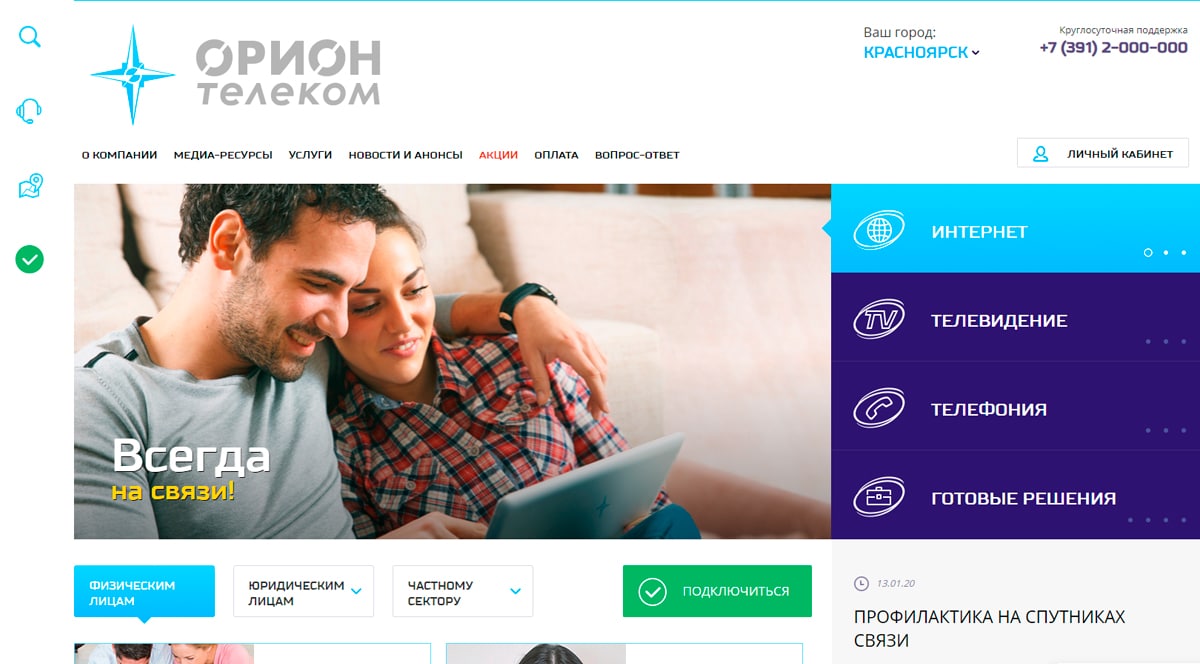 ОРИОН
телеком
Ваш город:
КРАСНОЯРСК
Круглосуточная поддержка
+7 (391) 2-000-000
О КОМПАНИИ МЕДИА-РЕСУРСЫ УСЛУГИ НОВОСТИ И АНОНСЫ АКЦИИ ОПЛАТА ВОПРОС-ОТВЕТ
ЛИЧНЫЙ КАБИНЕТ
Всегда
на связи!
ИНТЕРНЕТ
TV
ТЕЛЕВИДЕНИЕ
ТЕЛЕФОНИЯ
ГОТОВЫЕ РЕШЕНИЯ
ФИЗИЧЕСКИМ
ЛИЦАМ
ЮРИДИЧЕСКИМ
ЛИЦАМ
ЧАСТНОМУ
СЕКТОРУ
ПОДКЛЮЧИТЬСЯ
13.01.20
ПРОФИЛАКТИКА НА СПУТНИКАХ
СВЯЗИ